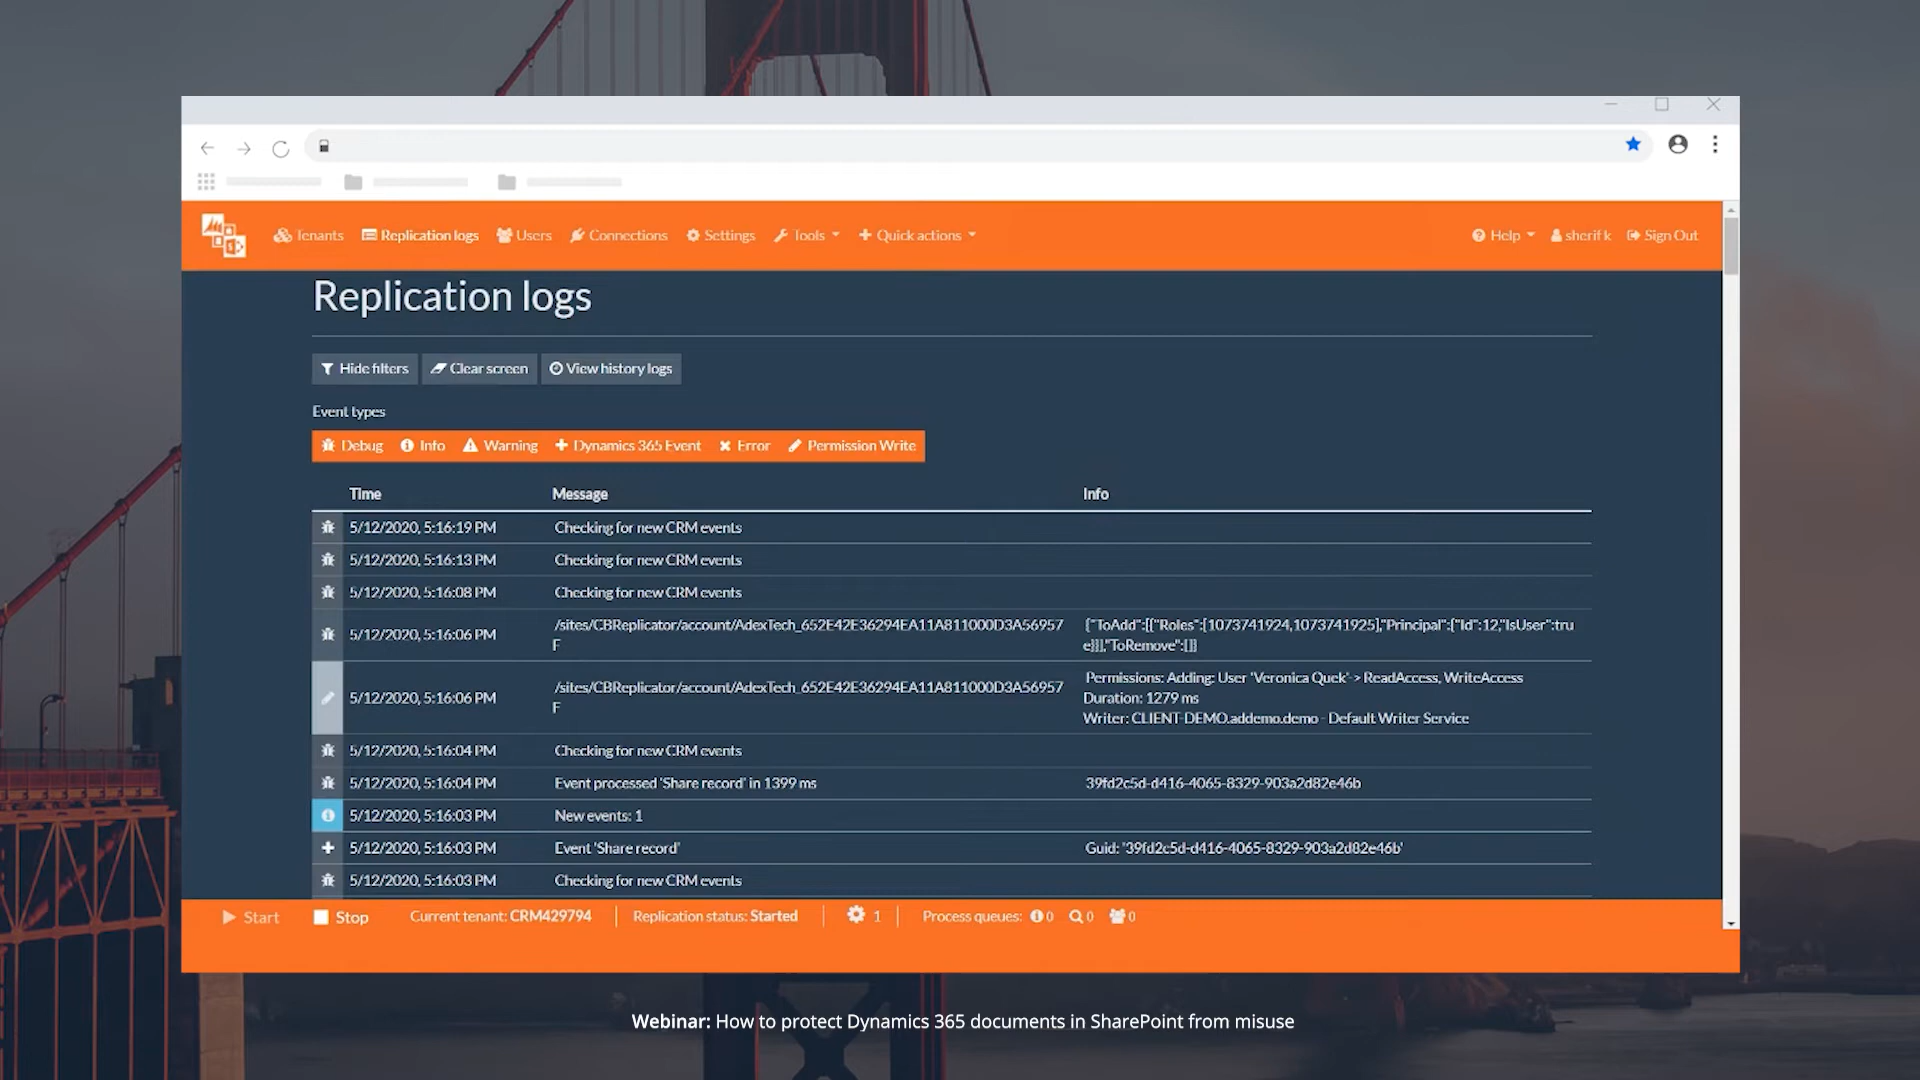 Tenants Replication logs Users Connections Settings Tools Quick actions Help sherif k Sign Out
Replication logs
Hide filters Clear screen View history logs
Event types
Debug Info Warning Dynamics 365 Event Error Permission Write
Time Message Info
5/12/2020, 5:16:19 PM Checking for new CRM events
5/12/2020, 5:16:13 PM Checking for new CRM events
5/12/2020, 5:16:08 PM Checking for new CRM events
5/12/2020, 5:16:06 PM /sites/CBReplicator/account/AdexTech_652E42E36294EA11A811000D3A56957 {"ToAdd":[{"Roles":[1073741924,1073741925],"Principal":{"Id":12,"IsUser":tru
F e}}],"ToRemove":[]}
5/12/2020, 5:16:06 PM /sites/CBReplicator/account/AdexTech_652E42E36294EA11A811000D3A56957
F
Permissions: Adding: User 'Veronica Quek'-> ReadAccess, WriteAccess
Duration: 1279 ms
Writer: CLIENT-DEMO.addemo.demo - Default Writer Service
5/12/2020, 5:16:04 PM Checking for new CRM events
5/12/2020, 5:16:04 PM Event processed 'Share record' in 1399 ms 39fd2c5d-d416-4065-8329-903a2d82e46b
5/12/2020, 5:16:03 PM New events: 1
5/12/2020, 5:16:03 PM Event 'Share record' Guid: '39fd2c5d-d416-4065-8329-903a2d82e46b'
5/12/2020, 5:16:03 PM Checking for new CRM events
Start Stop Current tenant: CRM429794 Replication status: Started 1 Process queues: 0 0 0
Webinar: How to protect Dynamics 365 documents in SharePoint from misuse